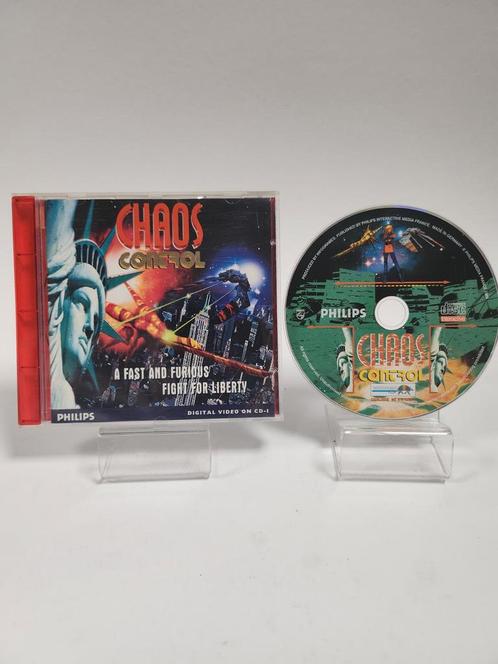 CHAOS
CONTROL
A FAST AND FURIOUS
FIGHT FOR LIBERTY
PHILIPS
DIGITAL VIDEO ON CD-I
PHILIPS
CHAOS
CONTROL